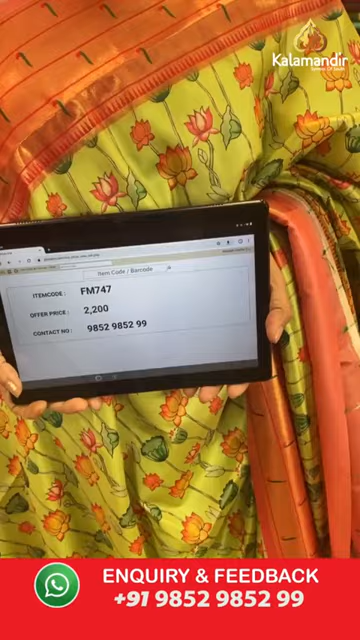 Kalamandir
Item Code / Barcode
ITEMCODE : FM747
OFFER PRICE : 2,200
CONTACT NO : 9852 9852 99
ENQUIRY & FEEDBACK
+91 9852 9852 99